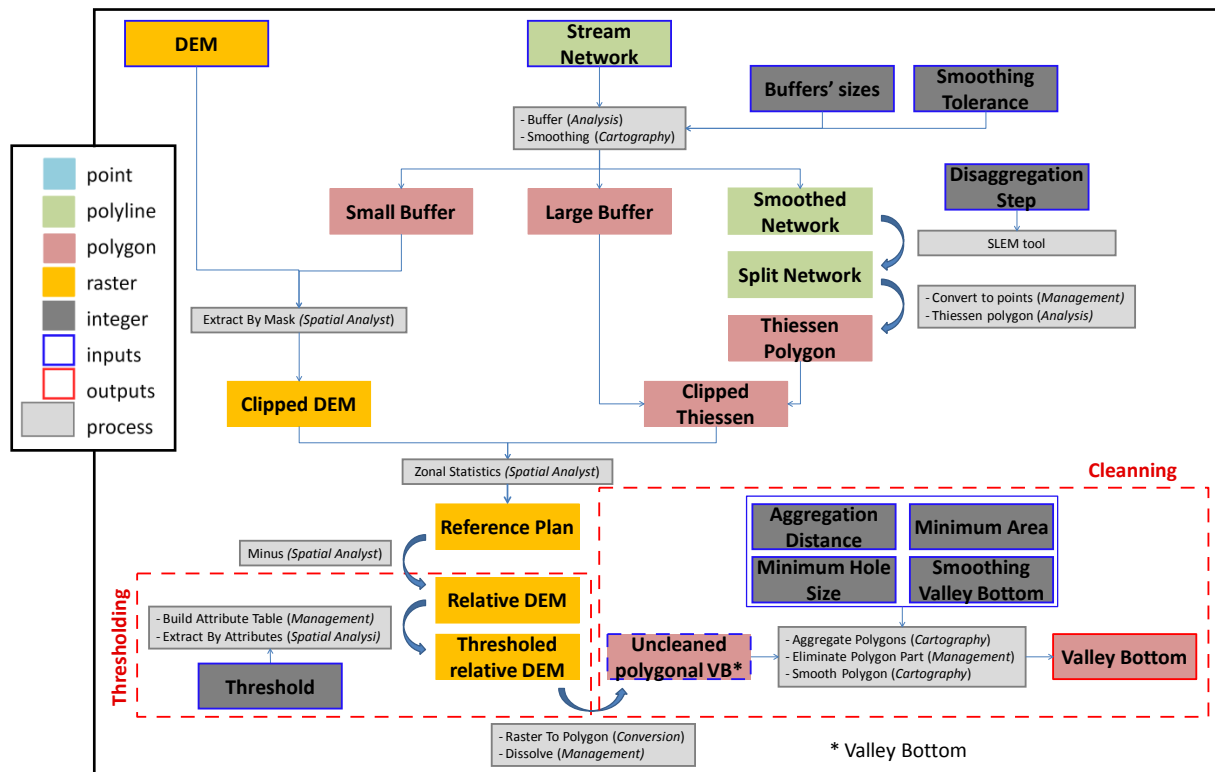 DEM
Stream
Network
Buffers' sizes
Smoothing
Tolerance
- Buffer (Analysis)
- Smoothing (Cartography)
point
polyline
polygon
raster
integer
inputs
outputs
process
Small Buffer
Large Buffer
Smoothed
Network
Disaggregation
Step
SLEM tool
Split Network
- Convert to points (Management)
- Thiessen polygon (Analysis)
Extract By Mask (Spatial Analyst)
Thiessen
Polygon
Clipped DEM
Clipped
Thiessen
Zonal Statistics (Spatial Analyst)
Cleanning
Reference Plan
Aggregation
Distance
Minimum Area
Minus (Spatial Analyst)
Minimum Hole
Size
Smoothing
Valley Bottom
Thresholding
Relative DEM
- Build Attribute Table (Management)
- Extract By Attributes (Spatial Analysi)
Thresholed
relative DEM
Threshold
Uncleaned
polygonal VB*
- Aggregate Polygons (Cartography)
- Eliminate Polygon Part (Management)
- Smooth Polygon (Cartography)
Valley Bottom
- Raster To Polygon (Conversion)
- Dissolve (Management)
* Valley Bottom